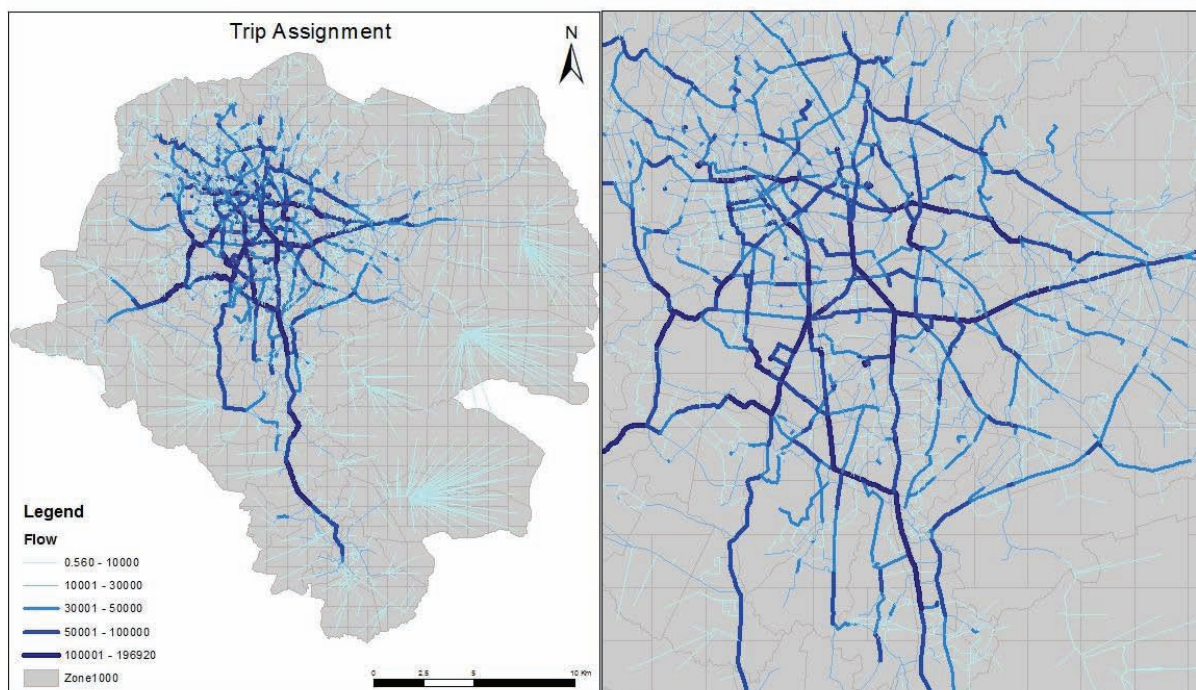 Trip Assignment
N
Legend
Flow
0.560 - 10000
10001 - 30000
30001 - 50000
50001 - 100000
100001 - 196920
Zone1000
0 2.5 5 10 Km